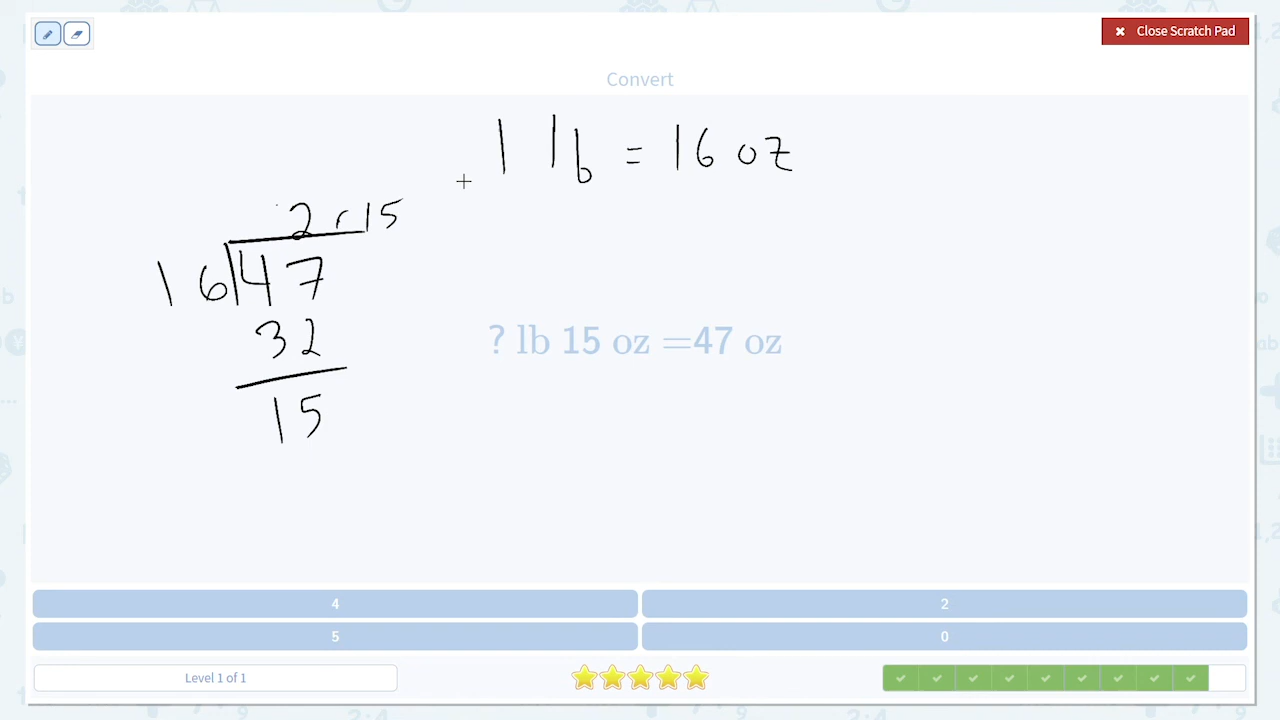 Close Scratch Pad
Convert
1 lb = 16 oz
2 r 15
16 47
32
15
? lb 15 oz =47 oz
4
2
5
0
Level 1 of 1